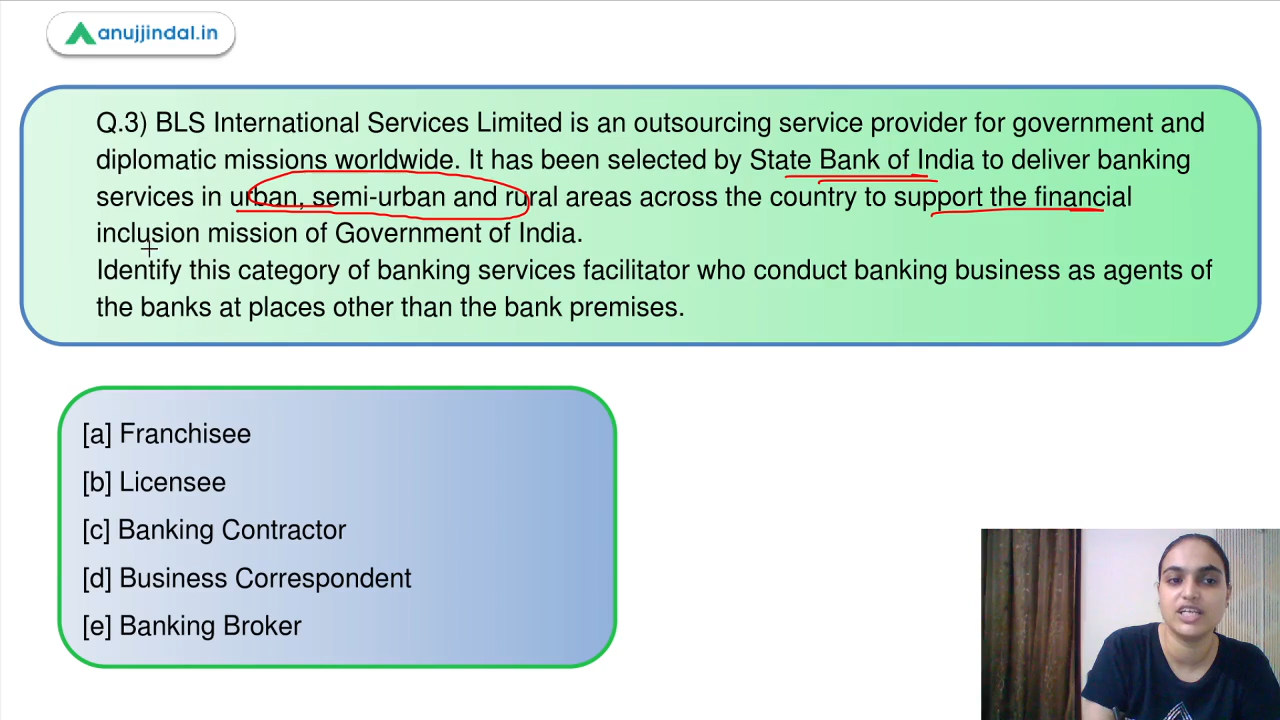 anujjindal.in
Q.3) BLS International Services Limited is an outsourcing service provider for government and
diplomatic missions worldwide. It has been selected by State Bank of India to deliver banking
services in urban, semi-urban and rural areas across the country to support the financial
inclusion mission of Government of India.
Identify this category of banking services facilitator who conduct banking business as agents of
the banks at places other than the bank premises.
[a] Franchisee
[b] Licensee
[c] Banking Contractor
[d] Business Correspondent
[e] Banking Broker